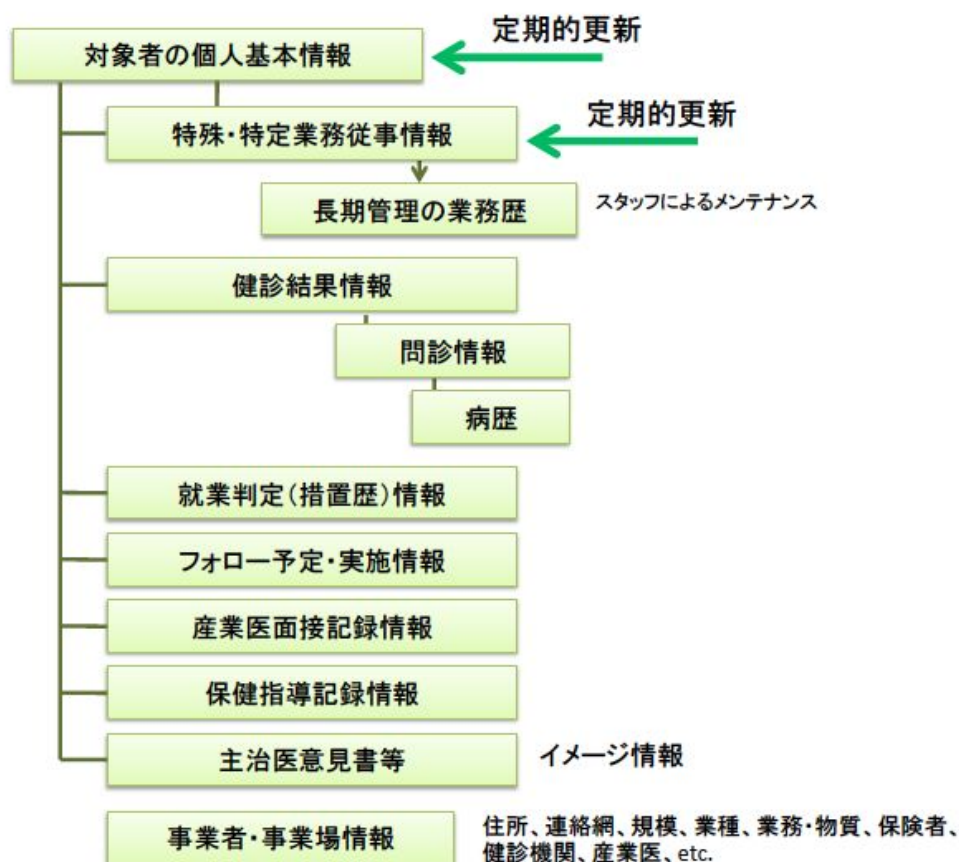 定期的更新
対象者の個人基本情報
定期的更新
特殊・特定業務従事情報
長期管理の業務歴
スタッフによるメンテナンス
健診結果情報
問診情報
病歴
就業判定(措置歴)情報
フォロー予定・実施情報
産業医面接記録情報
保健指導記録情報
主治医意見書等
イメージ情報
事業者・事業場情報
住所、連絡網、規模、業種、業務・物質、保険者、
健診機関、産業医、etc.